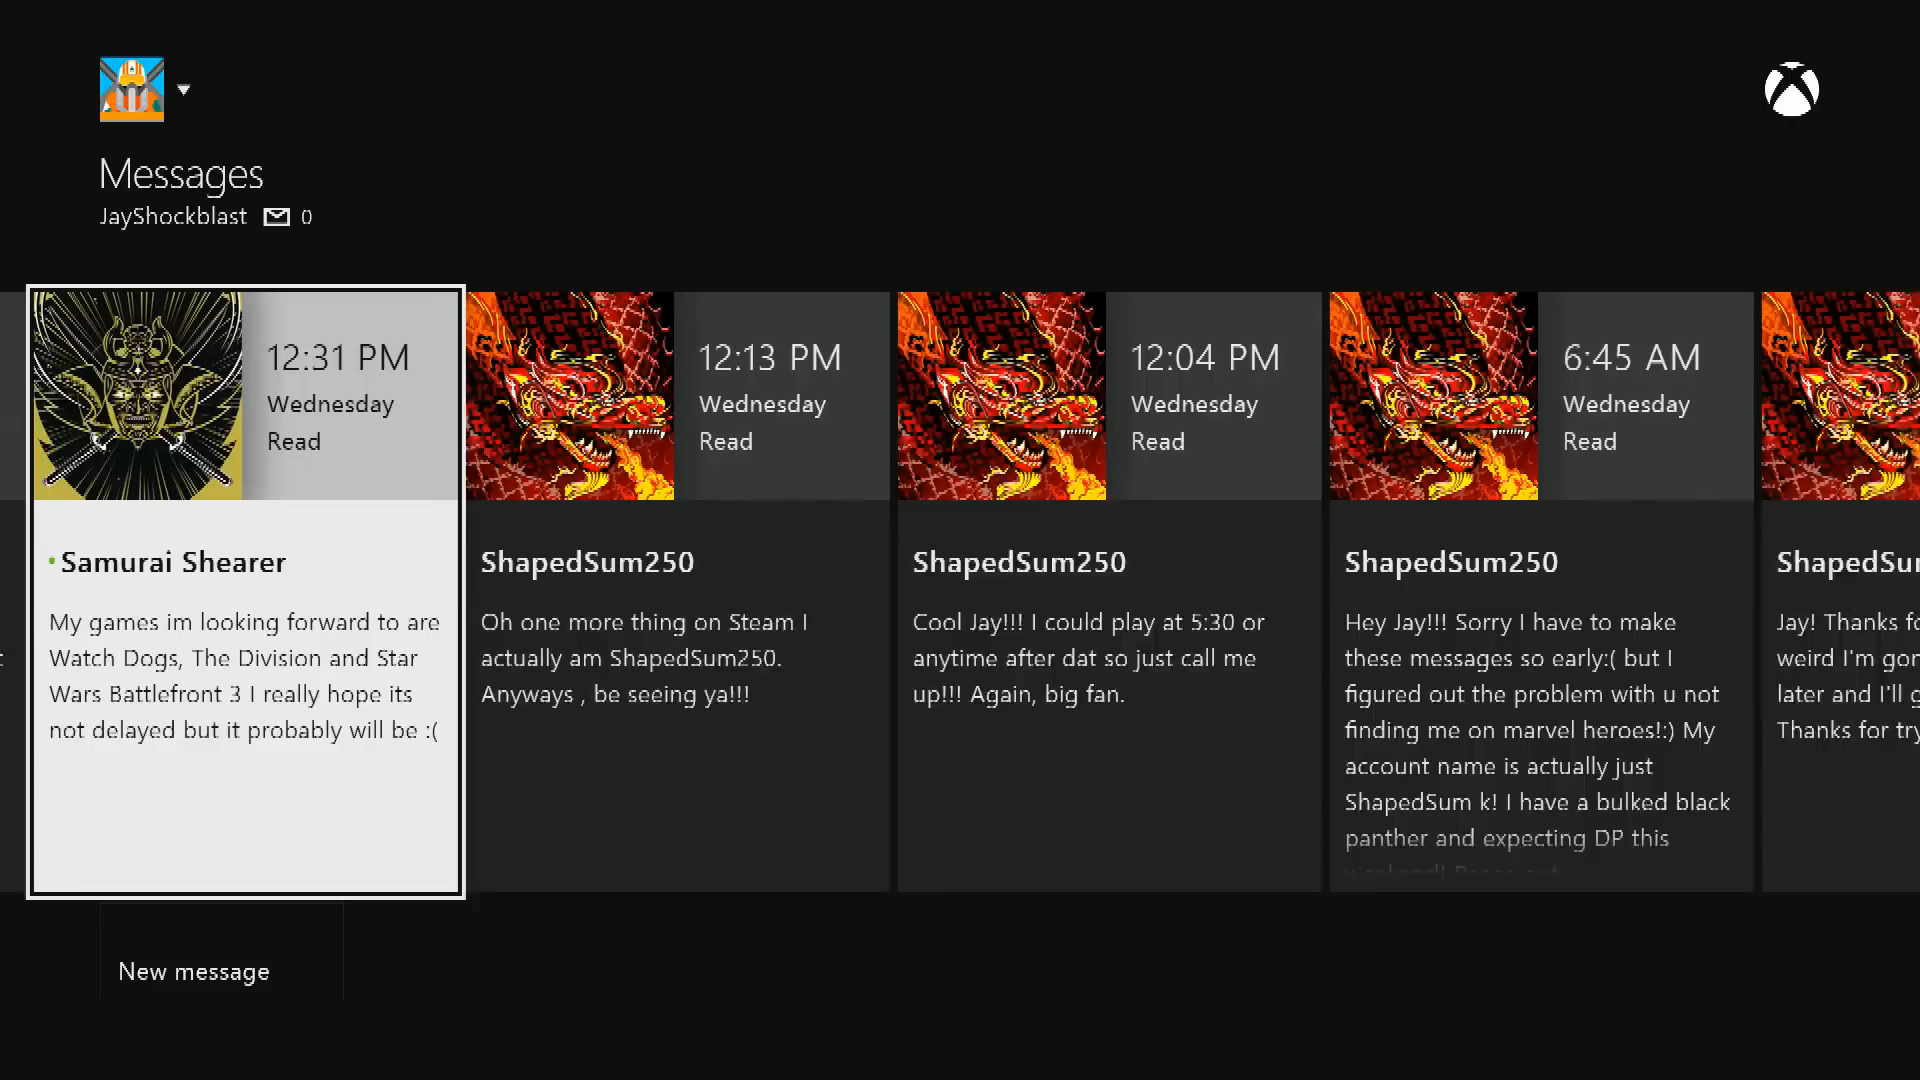 Messages
JayShockblast 0
12:31 PM
Wednesday
Read
Samurai Shearer
My games im looking forward to are
Watch Dogs, The Division and Star
Wars Battlefront 3 I really hope its
not delayed but it probably will be :(
12:13 PM
Wednesday
Read
ShapedSum250
Oh one more thing on Steam I
actually am ShapedSum250.
Anyways , be seeing ya!!!
12:04 PM
Wednesday
Read
ShapedSum250
Cool Jay!!! I could play at 5:30 or
anytime after dat so just call me
up!!! Again, big fan.
6:45 AM
Wednesday
Read
ShapedSum250
Hey Jay!!! Sorry I have to make
these messages so early:( but I
figured out the problem with u not
finding me on marvel heroes!:) My
account name is actually just
ShapedSum k! I have a bulked black
panther and expecting DP this
Jay! Thanks
weird I'm
later and I'll
Thanks for
New message